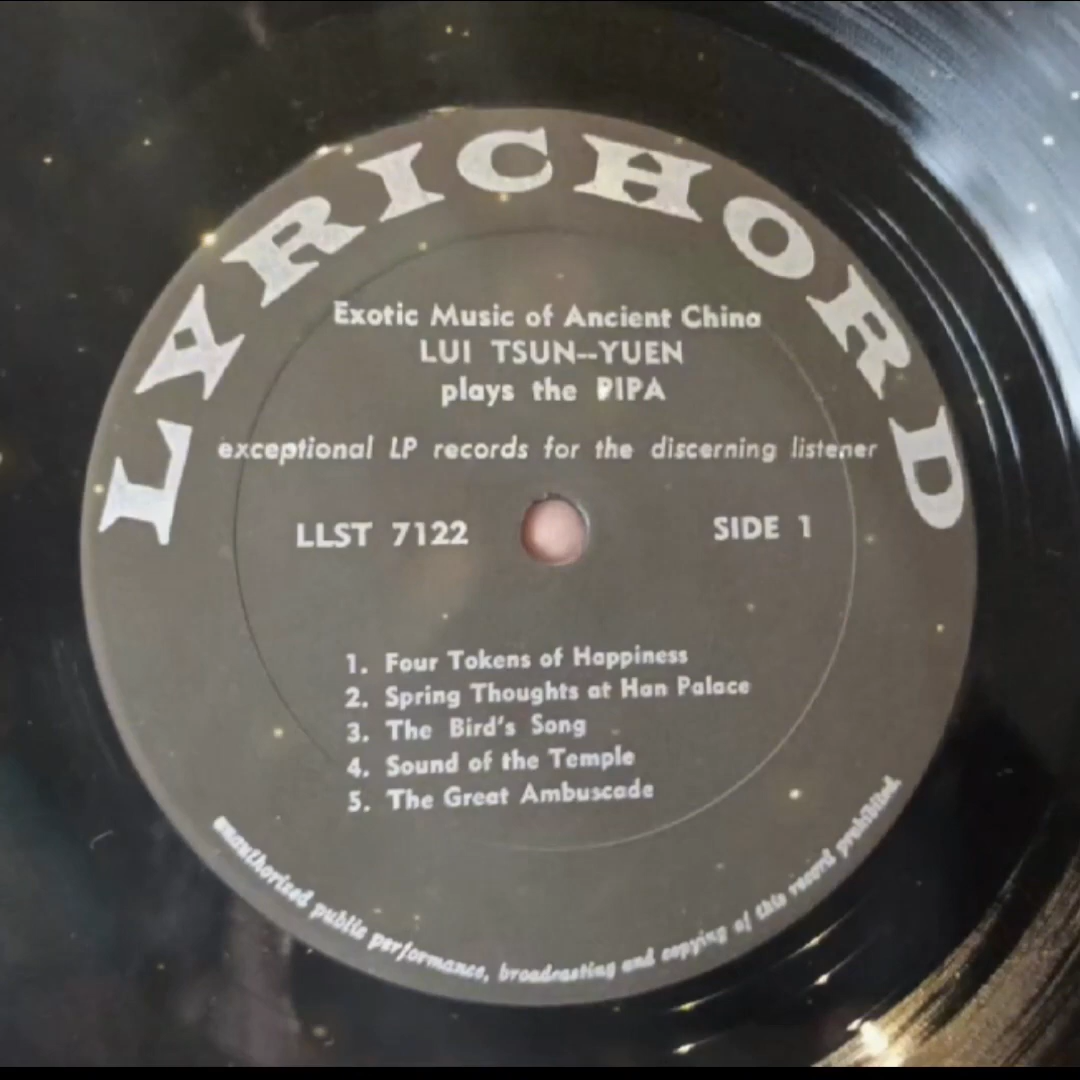 LYRICHORD
Exotic Music of Ancient China
LUI TSUN--YUEN
plays the PIPA
exceptional LP records for the discerning listener
LLST 7122
SIDE 1
1. Four Tokens of Happiness
2. Spring Thoughts at Han Palace
3. The Bird's Song
4. Sound of the Temple
5. The Great Ambuscade
unauthorized public performance, broadcasting and copying of this record prohibited.